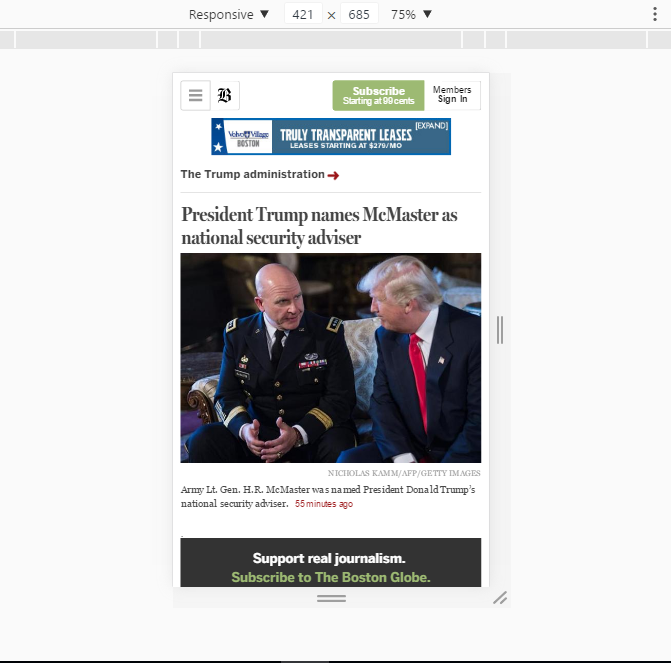 Responsive ▼ 421 × 685 75% ▼
B
Subscribe
Starting at 99 cents
Members
Sign In
Volvo Village
BOSTON
TRULY TRANSPARENT LEASES
[EXPAND]
LEASES STARTING AT $279/MO
The Trump administration
President Trump names McMaster as
national security adviser
NICHOLAS KAMM/AFP/GETTY IMAGES
Army Lt. Gen. H.R. McMaster was named President Donald Trump's
national security adviser. 55 minutes ago
Support real journalism.
Subscribe to The Boston Globe.